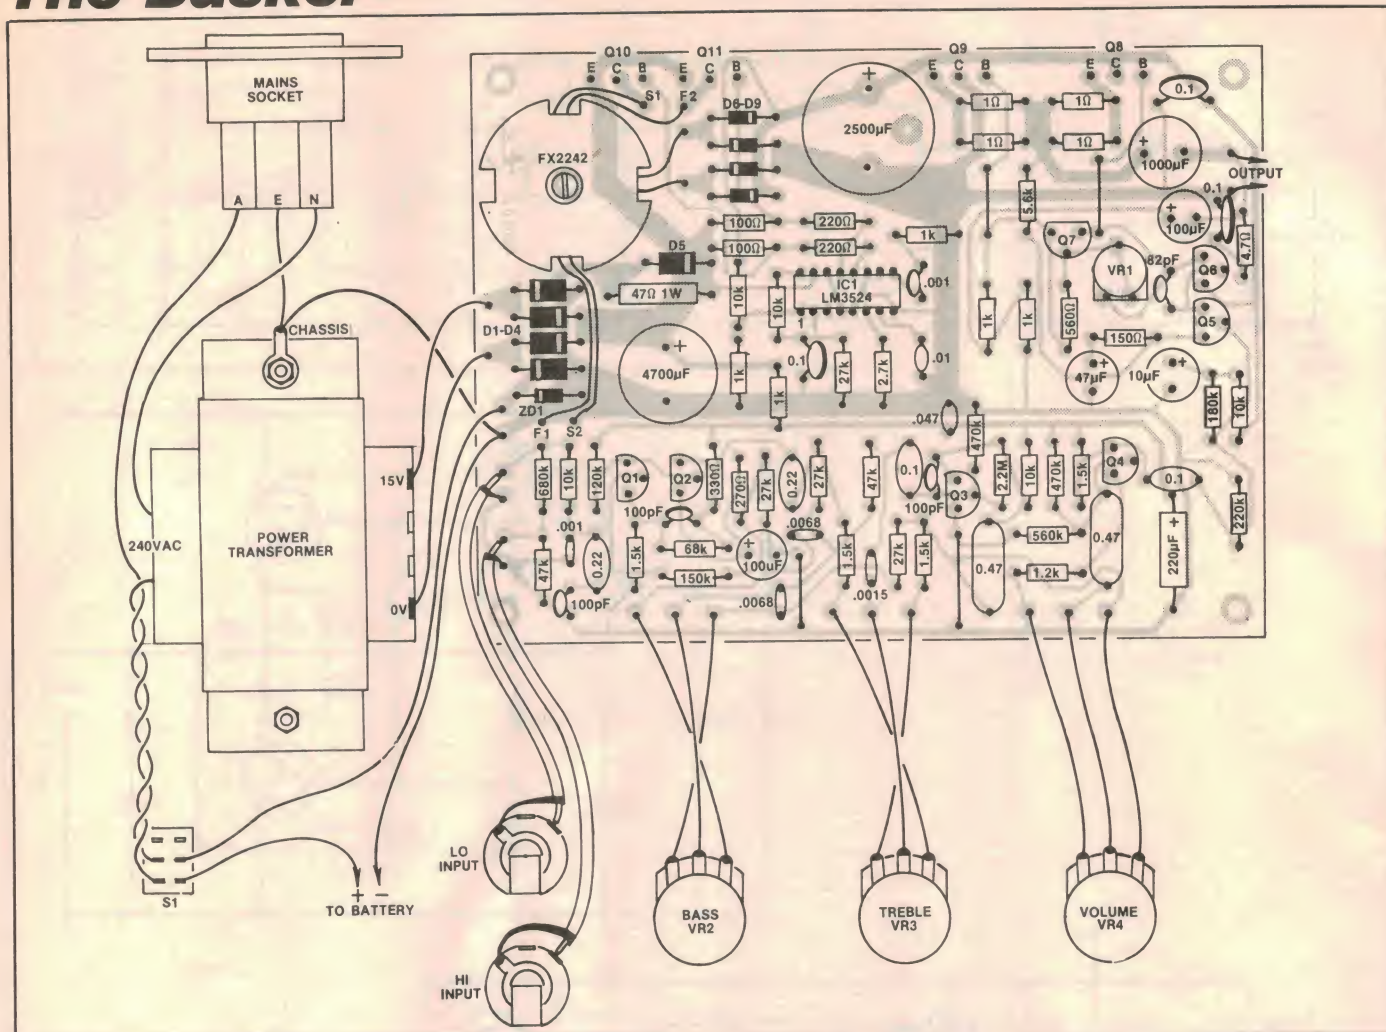 The Busker
MAINS
SOCKET
A E N
CHASSIS
15V
240VAC
POWER
TRANSFORMER
0V
S1
+ −
TO BATTERY
LO
INPUT
HI
INPUT
Q10 Q11 Q9 Q8
E C B E C B E C B E C B
S1 F2
D6-D9
FX2242
+
2500µF
1Ω 1Ω
1Ω 1Ω
0.1
+
1000µF
OUTPUT
0.1
+
100µF
4.7Ω
5.6k
Q7
82pF
VR1
Q6
Q5
100Ω 220Ω
100Ω 220Ω
1k
D5
47Ω 1W
10k
10k
IC1
LM3524
1
.001
D1-D4
ZD1
F1 S2
+
4700µF
1k
1k
0.1
27k
2.7k
.01
1k
1k
560Ω
150Ω
+
47µF
+
10µF
180k
10k
.047
470k
680k
10k
120k
Q1
Q2
330Ω
270Ω
27k
0.22
27k
47k
0.1
100pF
Q3
2.2M
10k
470k
1.5k
Q4
0.1
220k
100pF
.001
47k
0.22
1.5k
68k
150k
+
100uF
.0068
.0068
100pF
1.5k
.0015
27k
1.5k
0.47
560k
1.2k
0.47
220µF +
BASS
VR2
TREBLE
VR3
VOLUME
VR4